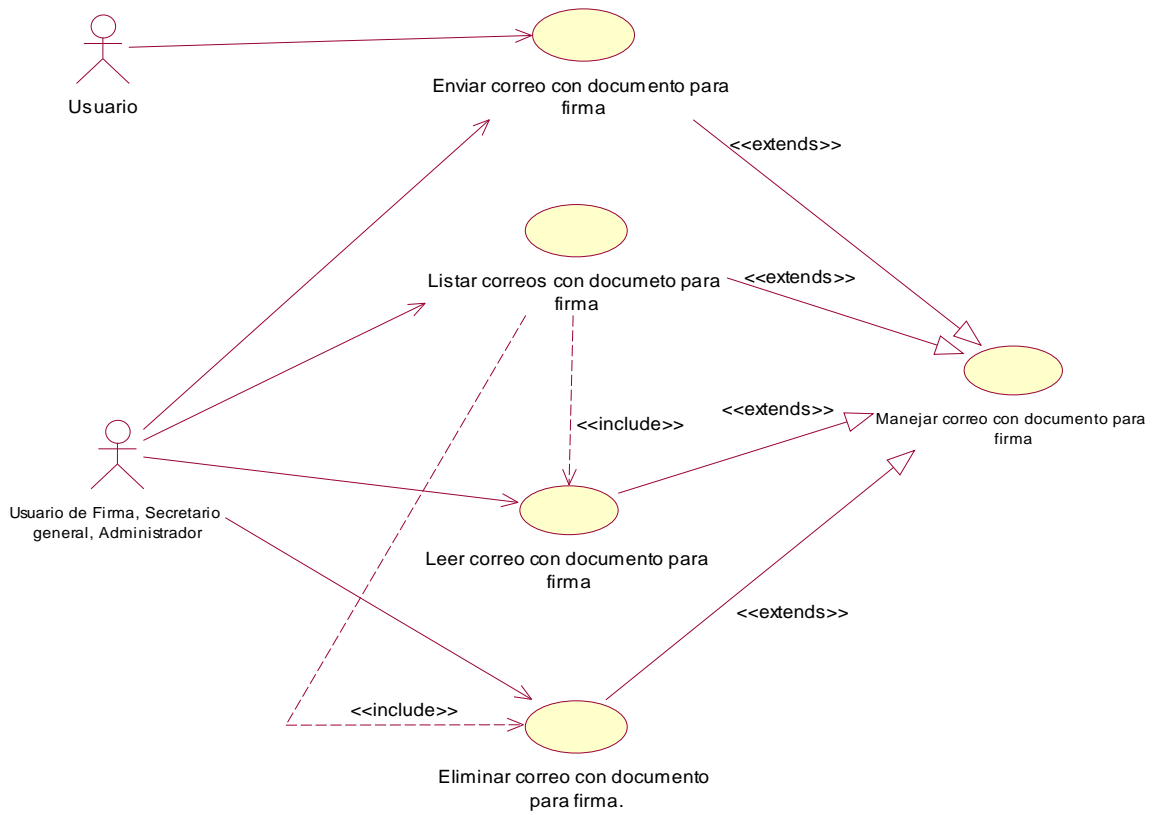 Usuario
Enviar correo con documento para
firma
<<extends>>
Listar correos con documeto para
firma
<<extends>>
<<include>>
<<extends>>
Manejar correo con documento para
firma
Usuario de Firma, Secretario
general, Administrador
Leer correo con documento para
firma
<<extends>>
<<include>>
Eliminar correo con documento
para firma.